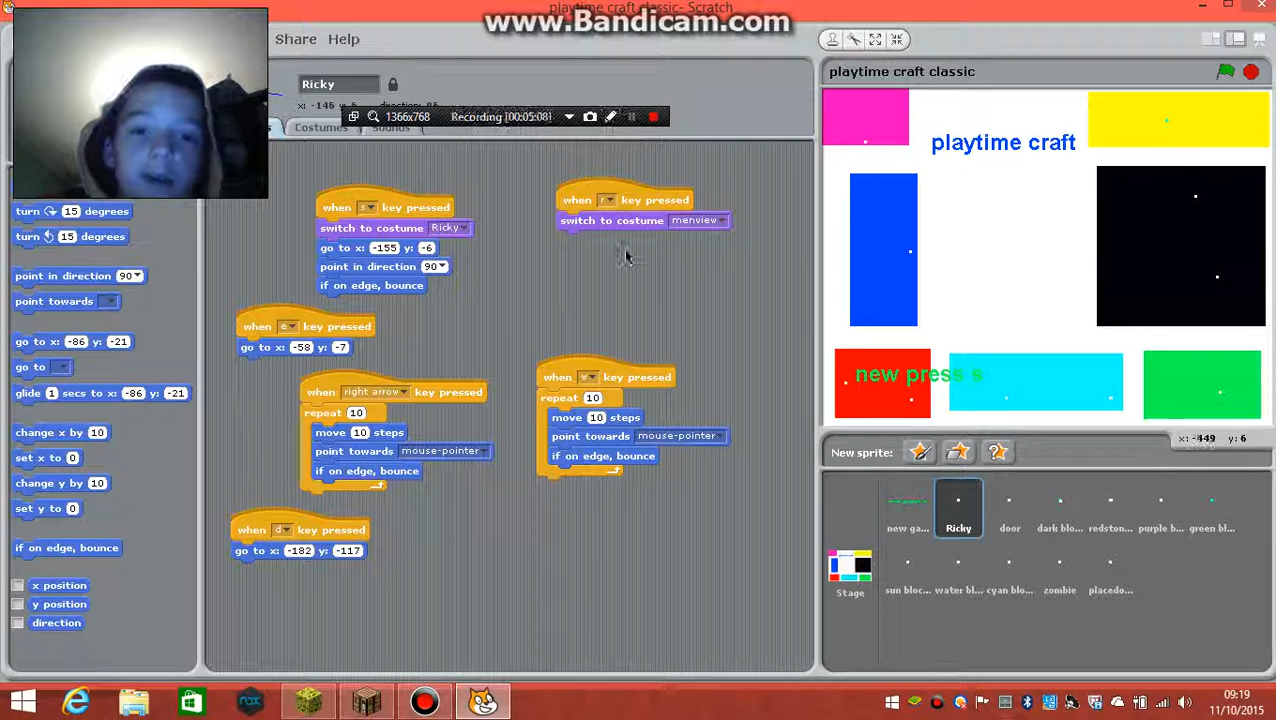 playtime craft classic- Scratch
www.Bandicam.com
Share Help
Ricky
1366x768 Recording [00:05:08]
Costumes Sounds
turn 15 degrees
turn 15 degrees
point in direction 90
point towards
go to x: -86 y: -21
go to
glide 1 secs to x: -86 y: -21
change x by 10
set x to 0
change y by 10
set y to 0
if on edge, bounce
x position
y position
direction
when s key pressed
switch to costume Ricky
go to x: -155 y: -6
point in direction 90
if on edge, bounce
when r key pressed
switch to costume menview
when e key pressed
go to x: -58 y: -7
when right arrow key pressed
repeat 10
move 10 steps
point towards mouse-pointer
if on edge, bounce
when v key pressed
repeat 10
move 10 steps
point towards mouse-pointer
if on edge, bounce
when d key pressed
go to x: -182 y: -117
playtime craft classic
playtime craft
new press s
x: -449 y: 6
New sprite:
new ga...
Ricky
door
dark blo...
redston...
purple b...
green bl...
Stage
sun bloc...
water bl...
cyan blo...
zombie
placedo...
nox
09:19
11/10/2015